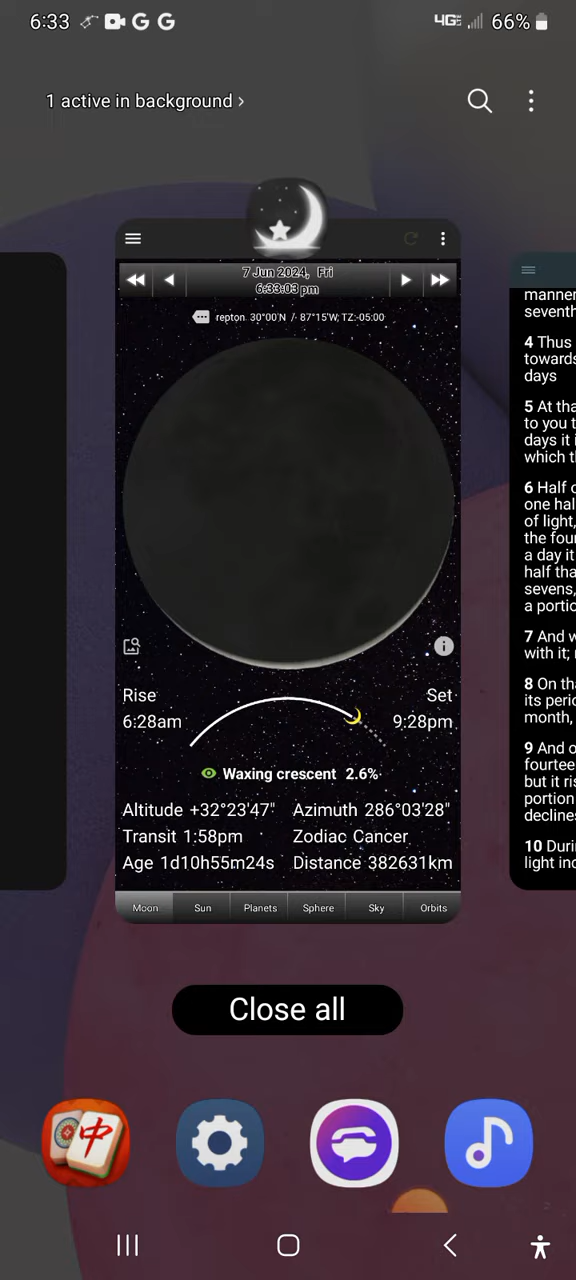 6:33 G G 4GE 66%
1 active in background ›
7 Jun 2024, Fri
6:33:03 pm
repton 30°00'N / 87°15'W; TZ:-05:00
Rise Set
6:28am 9:28pm
Waxing crescent 2.6%
Altitude +32°23'47" Azimuth 286°03'28"
Transit 1:58pm Zodiac Cancer
Age 1d10h55m24s Distance 382631km
Moon Sun Planets Sphere Sky Orbits
manner
seventh
4 Thus
towards
days
5 At tha
to you t
days it i
which th
6 Half o
one hal
of light,
the four
a day it
half tha
sevens,
a portio
7 And w
with it;
8 On tha
its perio
month,
9 And o
fourtee
but it ris
portion
decline
10 Durin
light inc
Close all
中